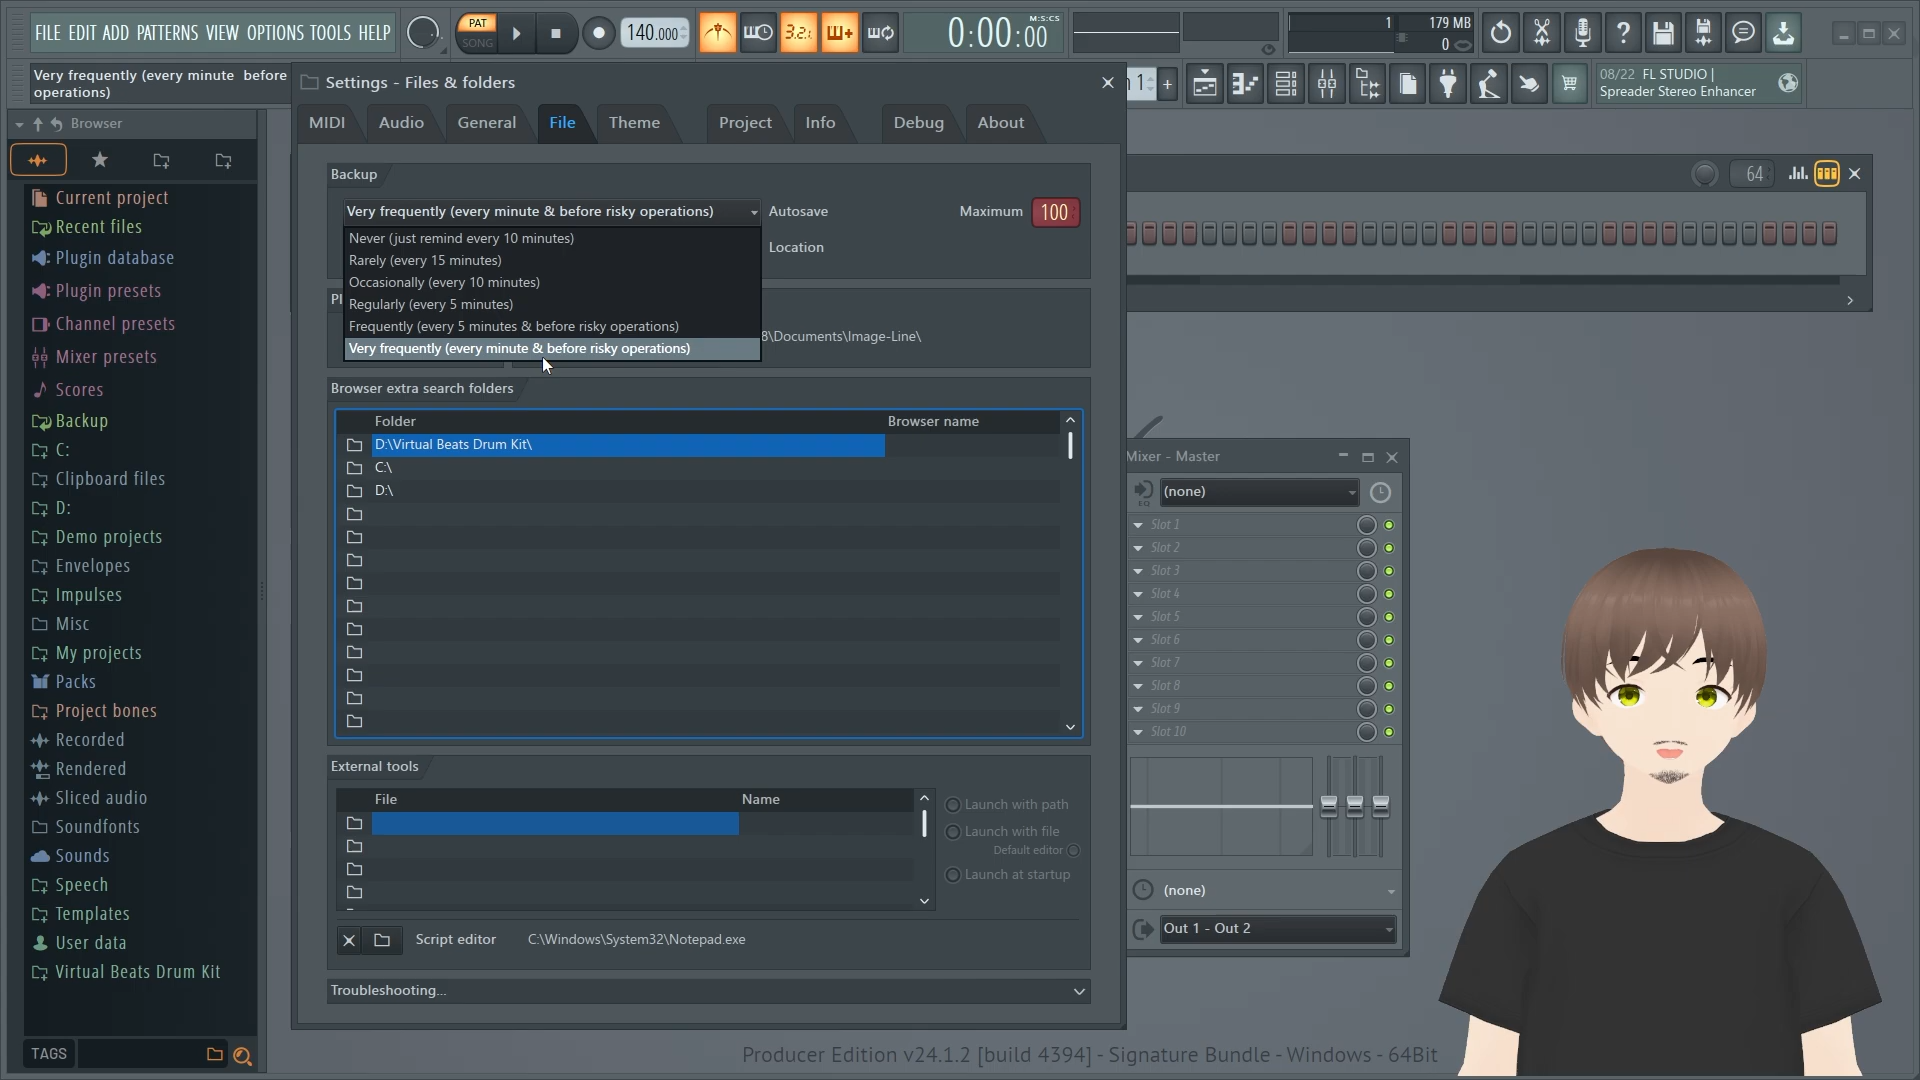 FILE EDIT ADD PATTERNS VIEW OPTIONS TOOLS HELP
PAT
SONG
140.000
3.2:
0:00:00
M:S:CS
1
179 MB
0
Very frequently (every minute before
operations)
Settings - Files & folders
1
+
08/22 FL STUDIO |
Spreader Stereo Enhancer
Browser
MIDI
Audio
General
File
Theme
Project
Info
Debug
About
Current project
Recent files
Plugin database
Plugin presets
Channel presets
Mixer presets
Scores
Backup
C:
Clipboard files
D:
Demo projects
Envelopes
Impulses
Misc
My projects
Packs
Project bones
Recorded
Rendered
Sliced audio
Soundfonts
Sounds
Speech
Templates
User data
Virtual Beats Drum Kit
TAGS
Backup
Very frequently (every minute & before risky operations)
Autosave
Maximum
100
Never (just remind every 10 minutes)
Rarely (every 15 minutes)
Occasionally (every 10 minutes)
Regularly (every 5 minutes)
Frequently (every 5 minutes & before risky operations)
Very frequently (every minute & before risky operations)
Location
Pl
8\Documents\Image-Line\
Browser extra search folders
Folder
Browser name
D:\Virtual Beats Drum Kit\
C:\
D:\
External tools
File
Name
Launch with path
Launch with file
Default editor
Launch at startup
Script editor
C:\Windows\System32\Notepad.exe
Troubleshooting...
64
Mixer - Master
(none)
EQ
Slot 1
Slot 2
Slot 3
Slot 4
Slot 5
Slot 6
Slot 7
Slot 8
Slot 9
Slot 10
(none)
Out 1 - Out 2
Producer Edition v24.1.2 [build 4394] - Signature Bundle - Windows - 64Bit